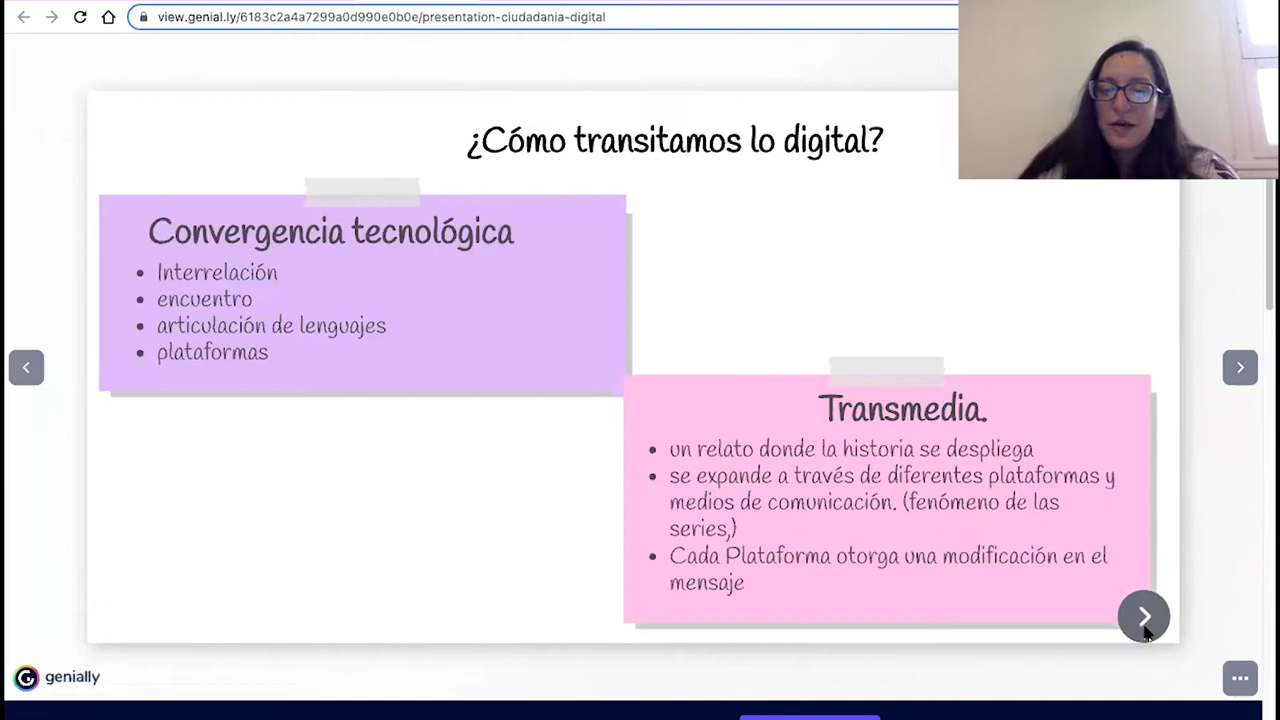 view.genial.ly/6183c2a4a7299a0d990e0b0e/presentation-ciudadania-digital
¿Cómo transitamos lo digital?
Convergencia tecnológica
• Interrelación
• encuentro
• articulación de lenguajes
• plataformas
Transmedia.
• un relato donde la historia se despliega
• se expande a través de diferentes plataformas y
medios de comunicación. (fenómeno de las
series,)
• Cada Plataforma otorga una modificación en el
mensaje
genially